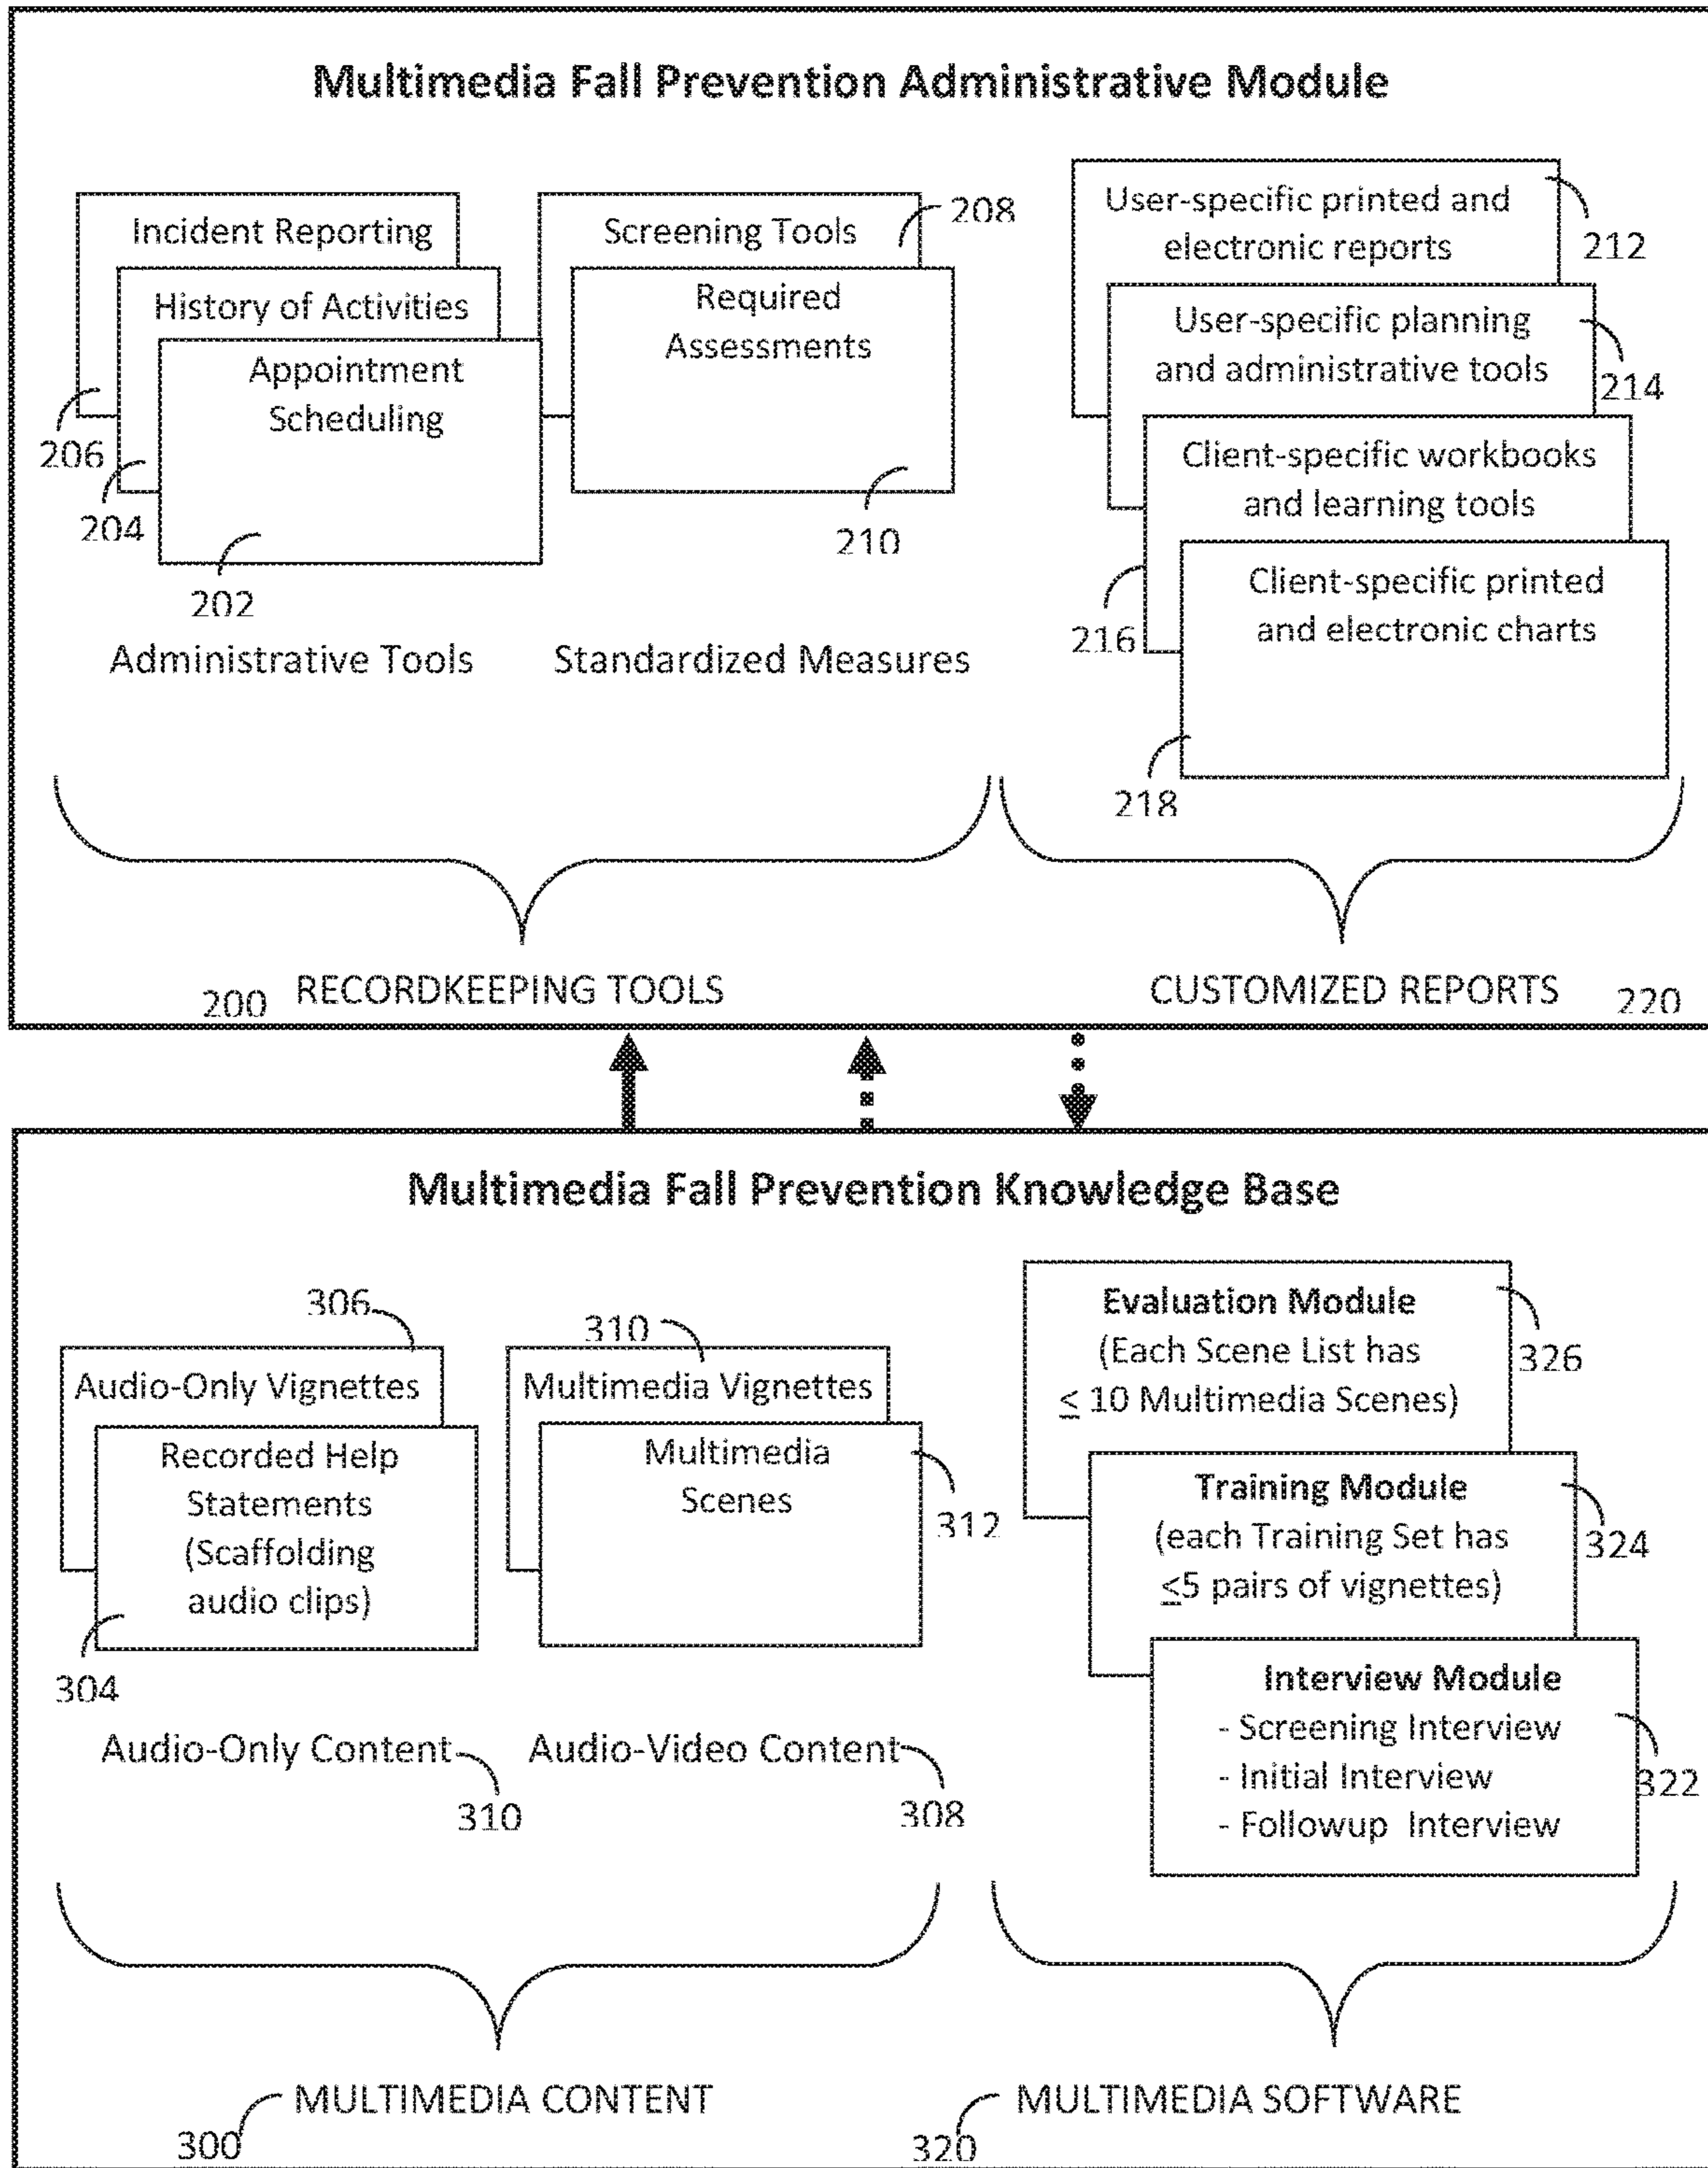 Multimedia Fall Prevention Administrative Module
Incident Reporting
History of Activities
Appointment
Scheduling
206
204
202
Administrative Tools
Screening Tools
208
Required
Assessments
210
Standardized Measures
User-specific printed and
electronic reports
212
User-specific planning
and administrative tools
214
Client-specific workbooks
and learning tools
216
Client-specific printed
and electronic charts
218
200 RECORDKEEPING TOOLS
CUSTOMIZED REPORTS 220
Multimedia Fall Prevention Knowledge Base
306
Audio-Only Vignettes
Recorded Help
Statements
(Scaffolding
audio clips)
304
Audio-Only Content
310
310
Multimedia Vignettes
Multimedia
Scenes
312
Audio-Video Content
308
Evaluation Module
(Each Scene List has
≤ 10 Multimedia Scenes)
326
Training Module
(each Training Set has
≤5 pairs of vignettes)
324
Interview Module
- Screening Interview
- Initial Interview
- Followup Interview
322
MULTIMEDIA CONTENT
300
MULTIMEDIA SOFTWARE
320